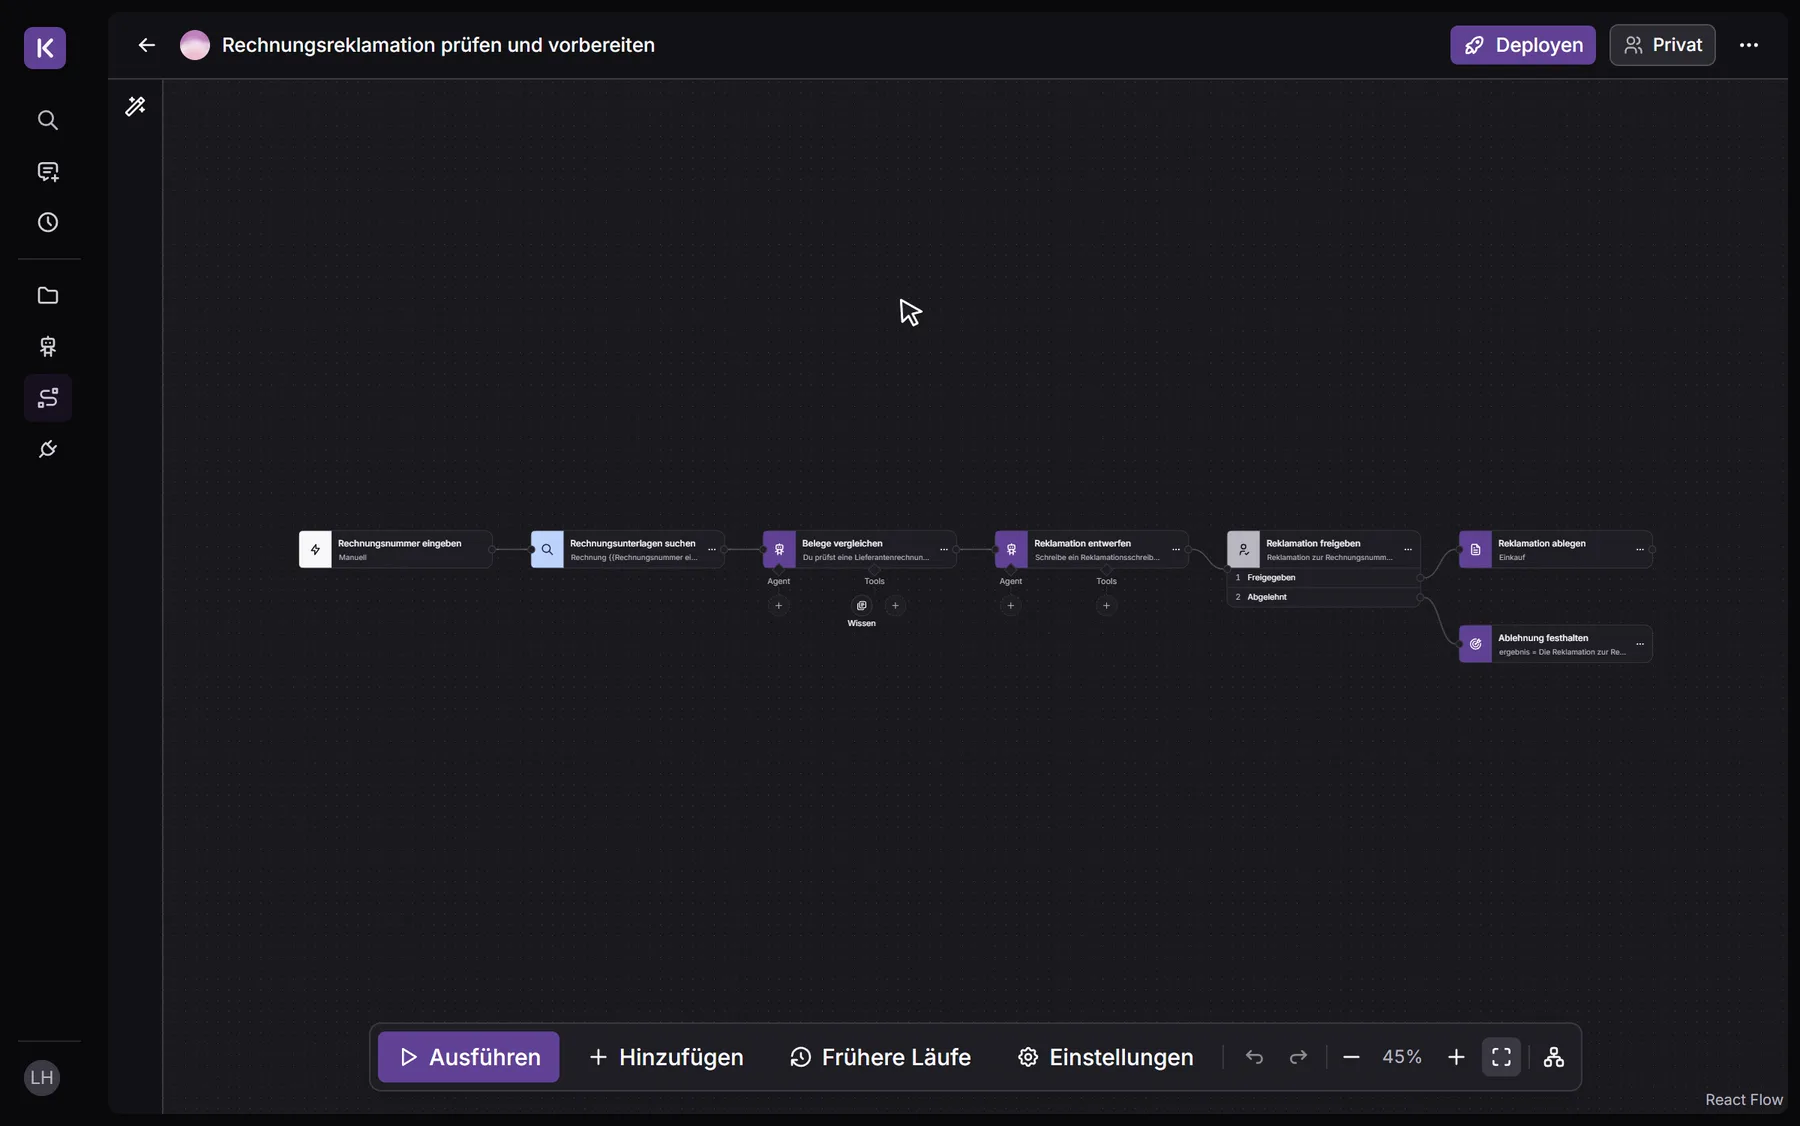 K
Rechnungsreklamation prüfen und vorbereiten
Deployen
Privat
Rechnungsnummer eingeben
Manuell
Rechnungsunterlagen suchen
Rechnung {{Rechnungsnummer ei...
Belege vergleichen
Du prüfst eine Lieferantenrechnun...
Agent
Tools
Wissen
Reklamation entwerfen
Schreibe ein Reklamationsschreib...
Agent
Tools
Reklamation freigeben
Reklamation zur Rechnungsnumm...
1 Freigegeben
2 Abgelehnt
Reklamation ablegen
Einkauf
Ablehnung festhalten
ergebnis = Die Reklamation zur Re...
Ausführen
Hinzufügen
Frühere Läufe
Einstellungen
45%
LH
React Flow